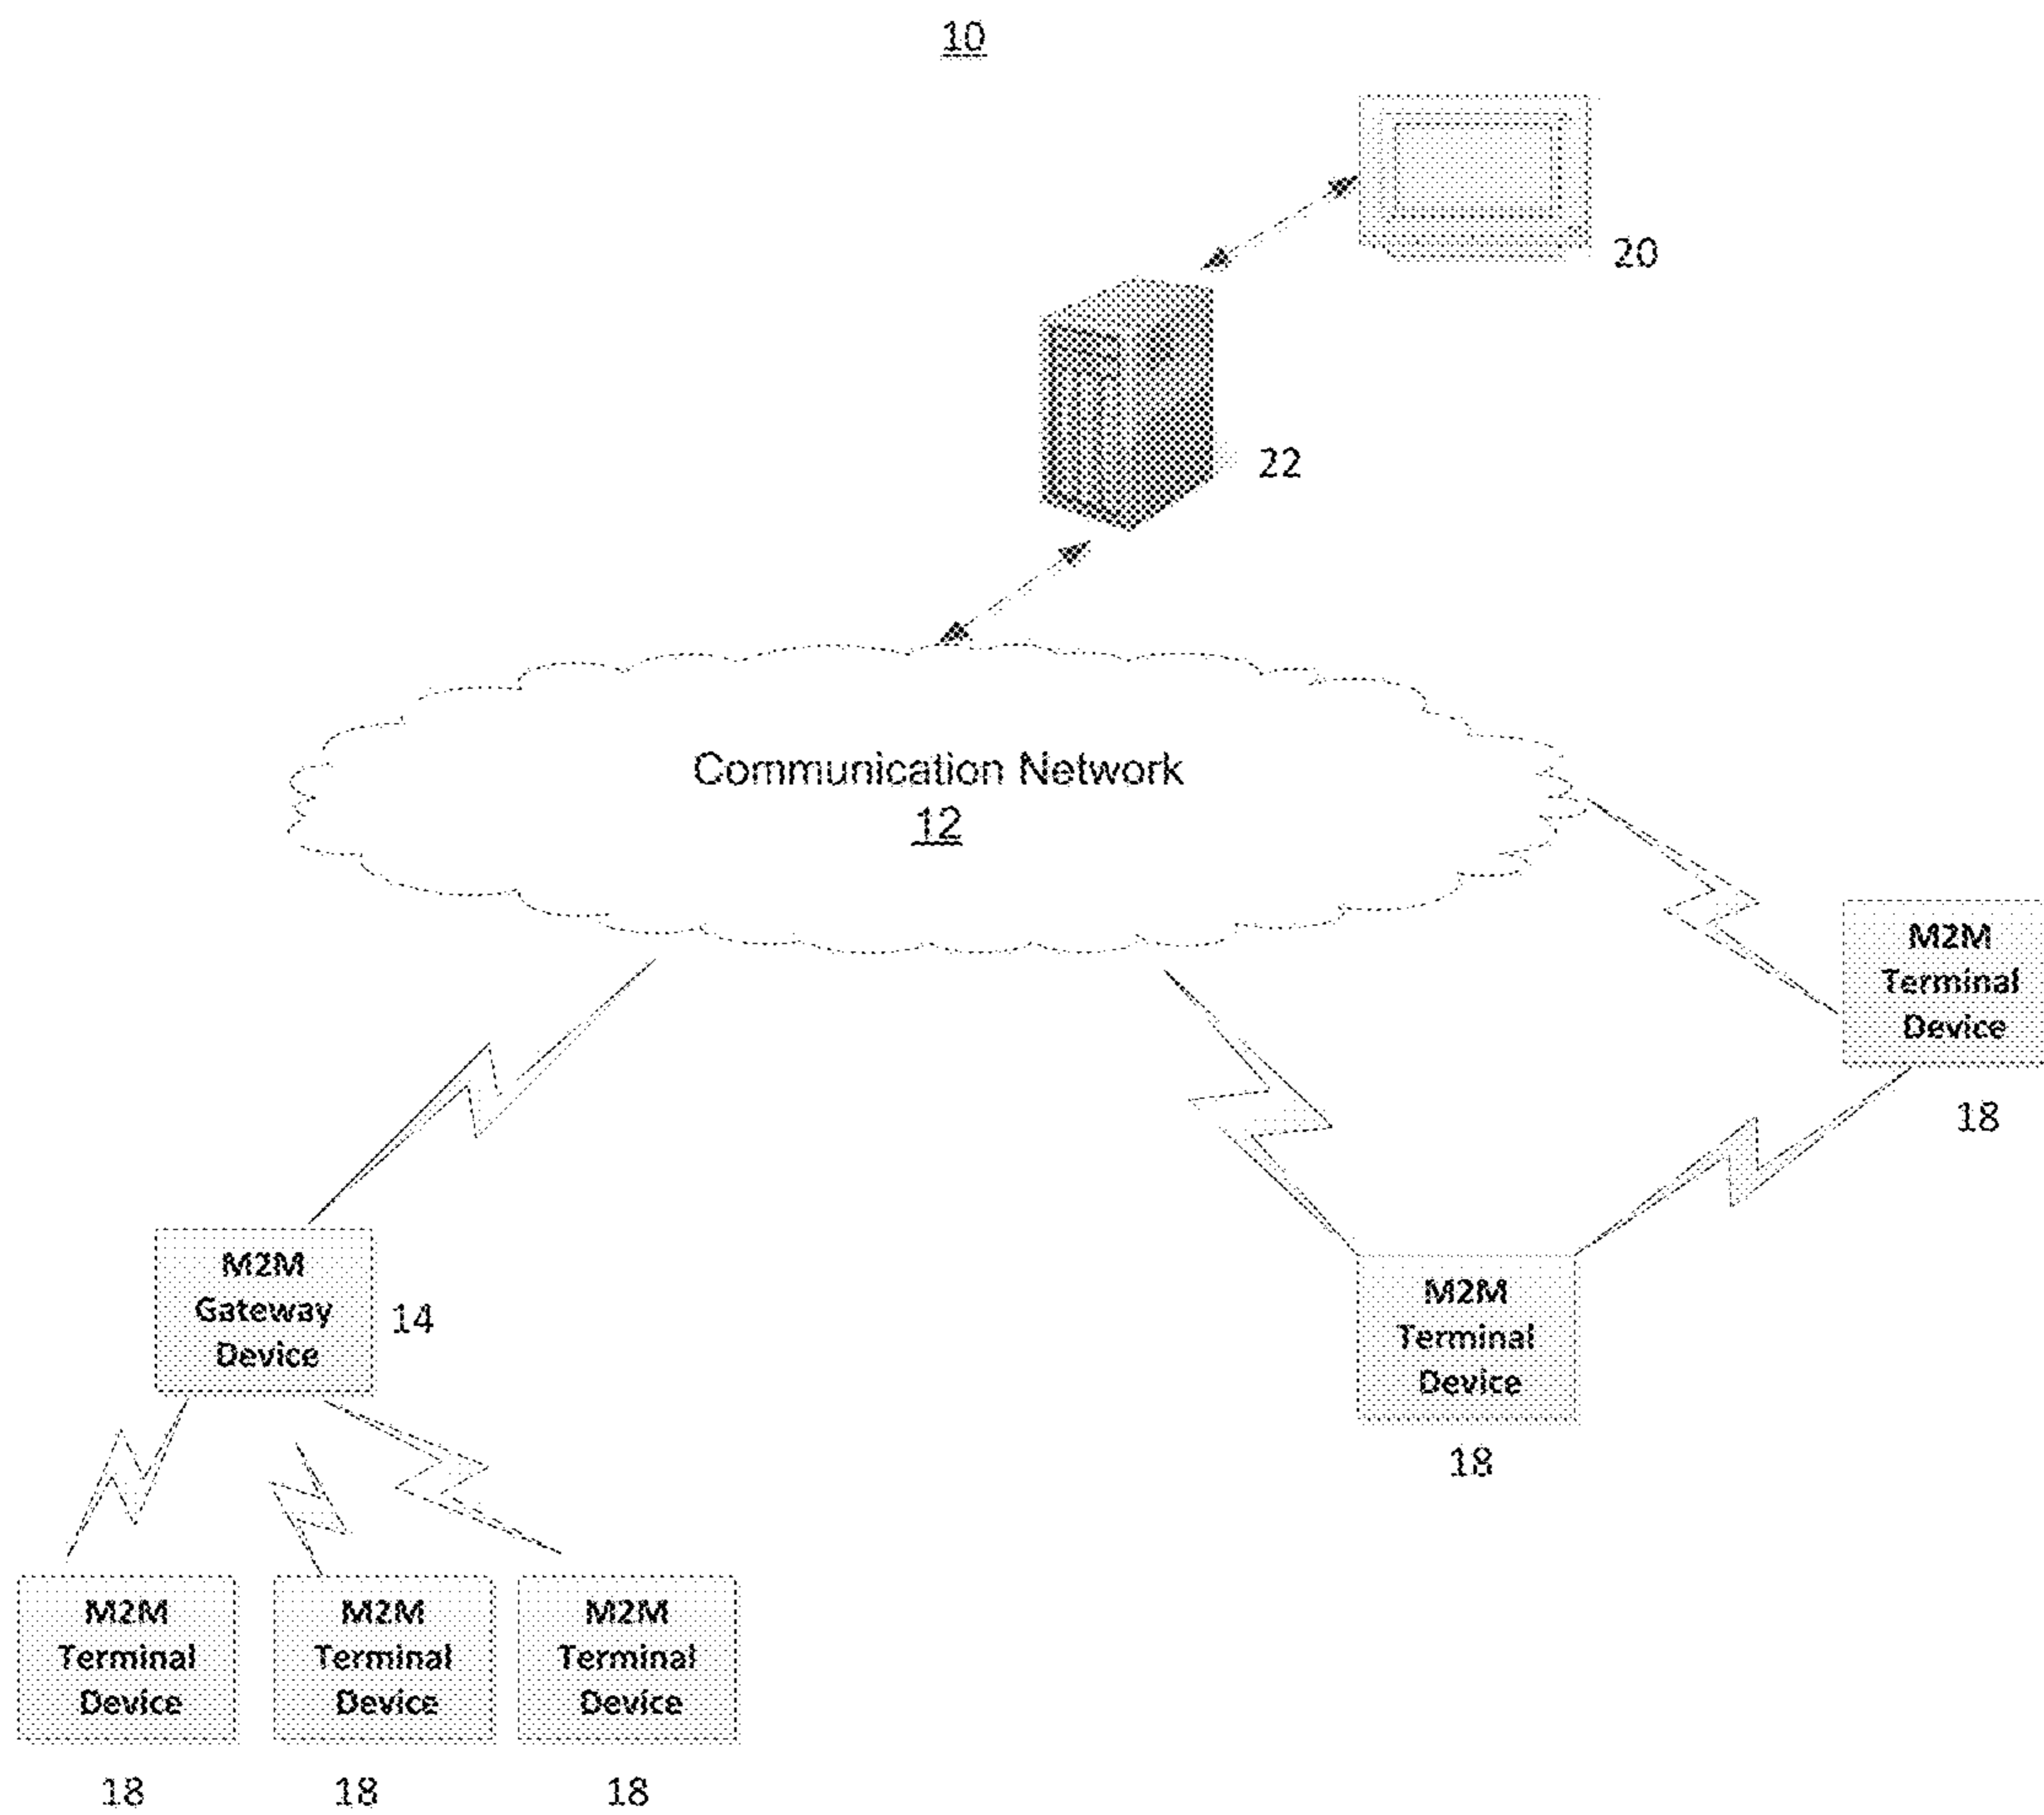 10
20
22
Communication Network
12
M2M
Terminal
Device
18
M2M
Gateway
Device
14
M2M
Terminal
Device
18
M2M
Terminal
Device
18
M2M
Terminal
Device
18
M2M
Terminal
Device
18